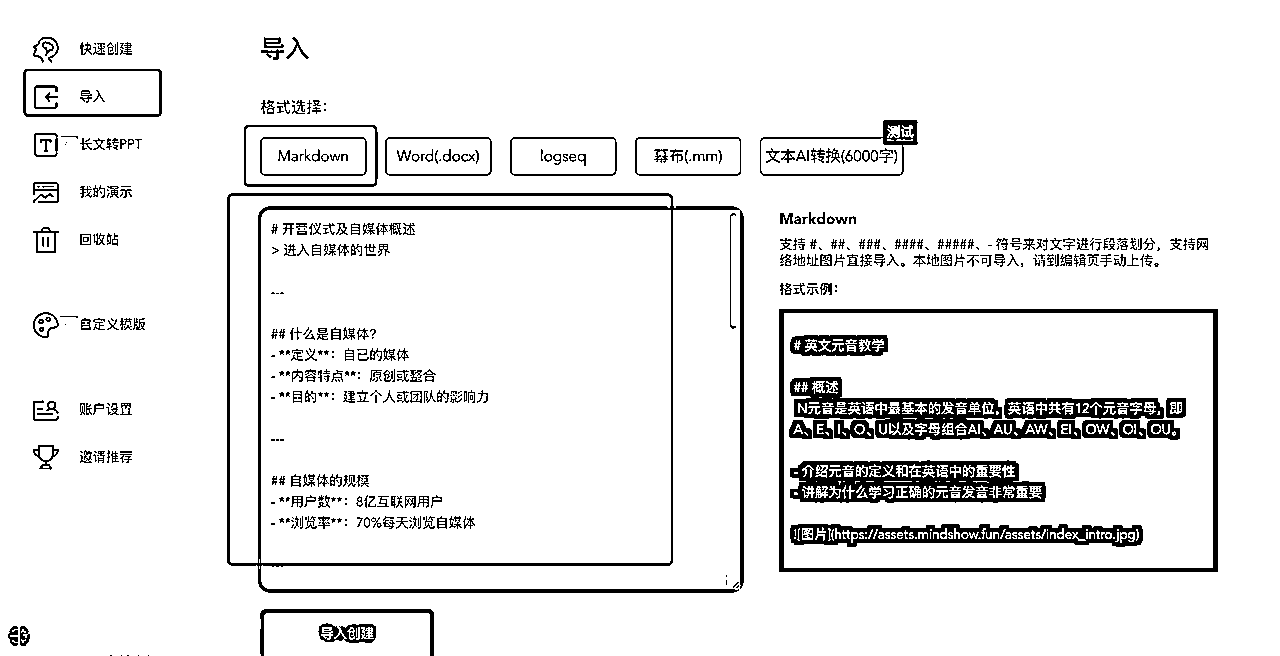 快速创建
导入
长文转PPT
我的演示
回收站
自定义模版
账户设置
邀请推荐
导入
格式选择：
Markdown
Word(.docx)
logseq
幕布(.mm)
文本AI转换(6000字)
测试
# 开营仪式及自媒体概述
> 进入自媒体的世界
---
## 什么是自媒体？
- **定义**：自己的媒体
- **内容特点**：原创或整合
- **目的**：建立个人或团队的影响力
---
## 自媒体的规模
- **用户数**：8亿互联网用户
- **浏览率**：70%每天浏览自媒体
---
导入创建
Markdown
支持 #、##、###、####、#####、- 符号来对文字进行段落划分，支持网
络地址图片直接导入。本地图片不可导入，请到编辑页手动上传。
格式示例：
# 英文元音教学
## 概述
N元音是英语中最基本的发音单位，英语中共有12个元音字母，即
A、E、I、O、U以及字母组合AI、AU、AW、EI、OW、OI、OU。
- 介绍元音的定义和在英语中的重要性
- 讲解为什么学习正确的元音发音非常重要
![图片](https://assets.mindshow.fun/assets/index_intro.jpg)